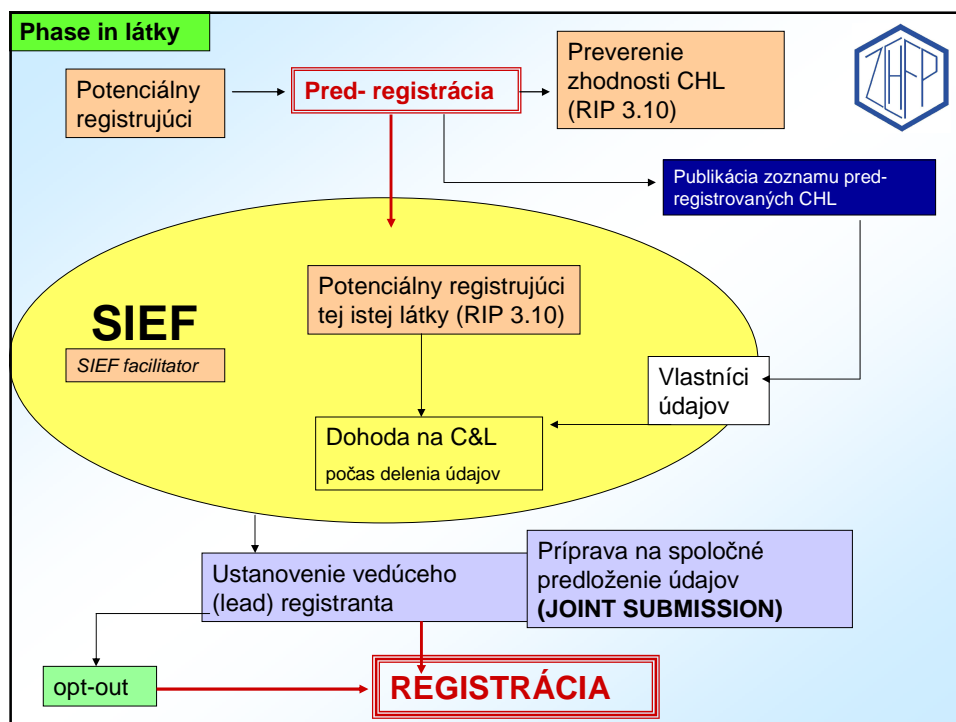 Phase in látky
Potenciálny
registrujúci
Pred- registrácia
Preverenie
zhodnosti CHL
(RIP 3.10)
ZCHFP
Publikácia zoznamu pred-
registrovaných CHL
Potenciálny registrujúci
tej istej látky (RIP 3.10)
SIEF
SIEF facilitator
Vlastníci
údajov
Dohoda na C&L
počas delenia údajov
Ustanovenie vedúceho
(lead) registranta
Príprava na spoločné
predloženie údajov
(JOINT SUBMISSION)
opt-out
REGISTRÁCIA